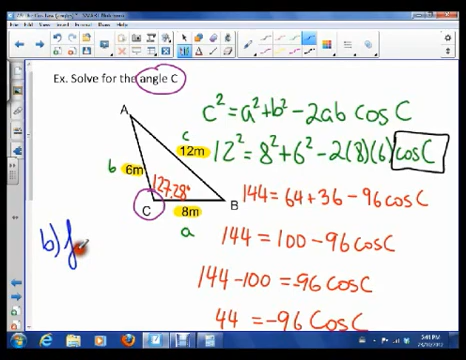 Ex. Solve for the angle C
c² = a² + b² - 2ab cos C
12² = 8² + 6² - 2(8)(6) cos C
A
c
12m
b
6m
127.28°
C
8m
B
a
144 = 64 + 36 - 96 cos C
144 = 100 - 96 cos C
144 - 100 = -96 cos C
44 = -96 Cos C
b) f